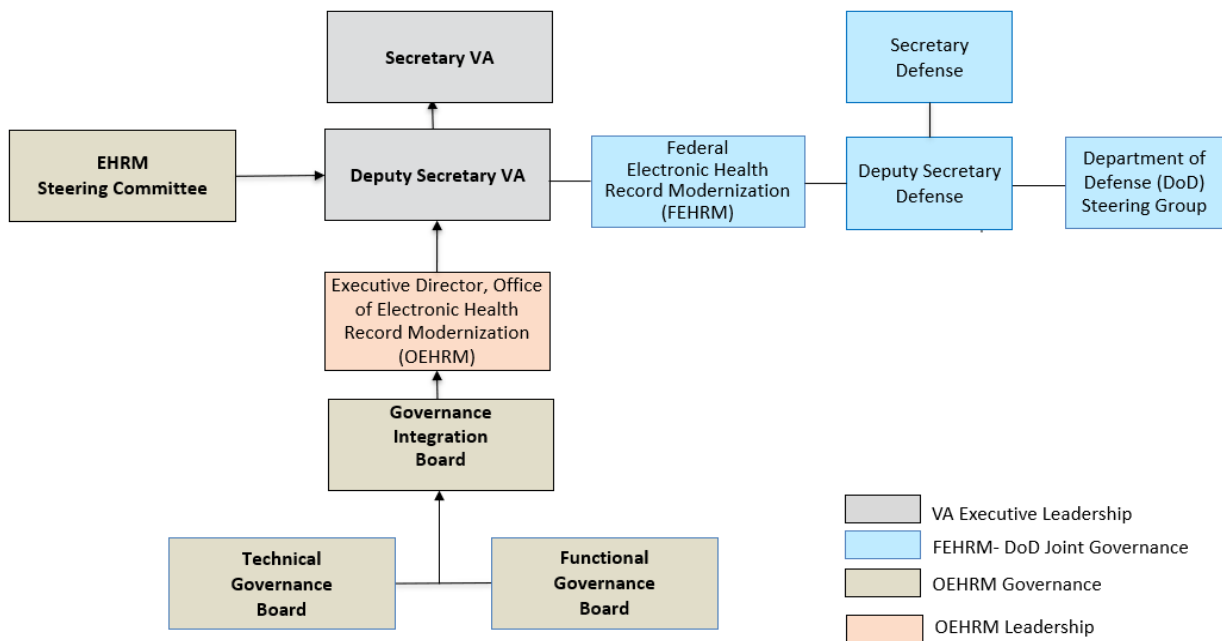 Secretary VA
Secretary
Defense
EHRM
Steering Committee
Deputy Secretary VA
Federal
Electronic Health
Record Modernization
(FEHRM)
Deputy Secretary
Defense
Department of
Defense (DoD)
Steering Group
Executive Director, Office
of Electronic Health
Record Modernization
(OEHRM)
Governance
Integration
Board
Technical
Governance
Board
Functional
Governance
Board
VA Executive Leadership
FEHRM- DoD Joint Governance
OEHRM Governance
OEHRM Leadership